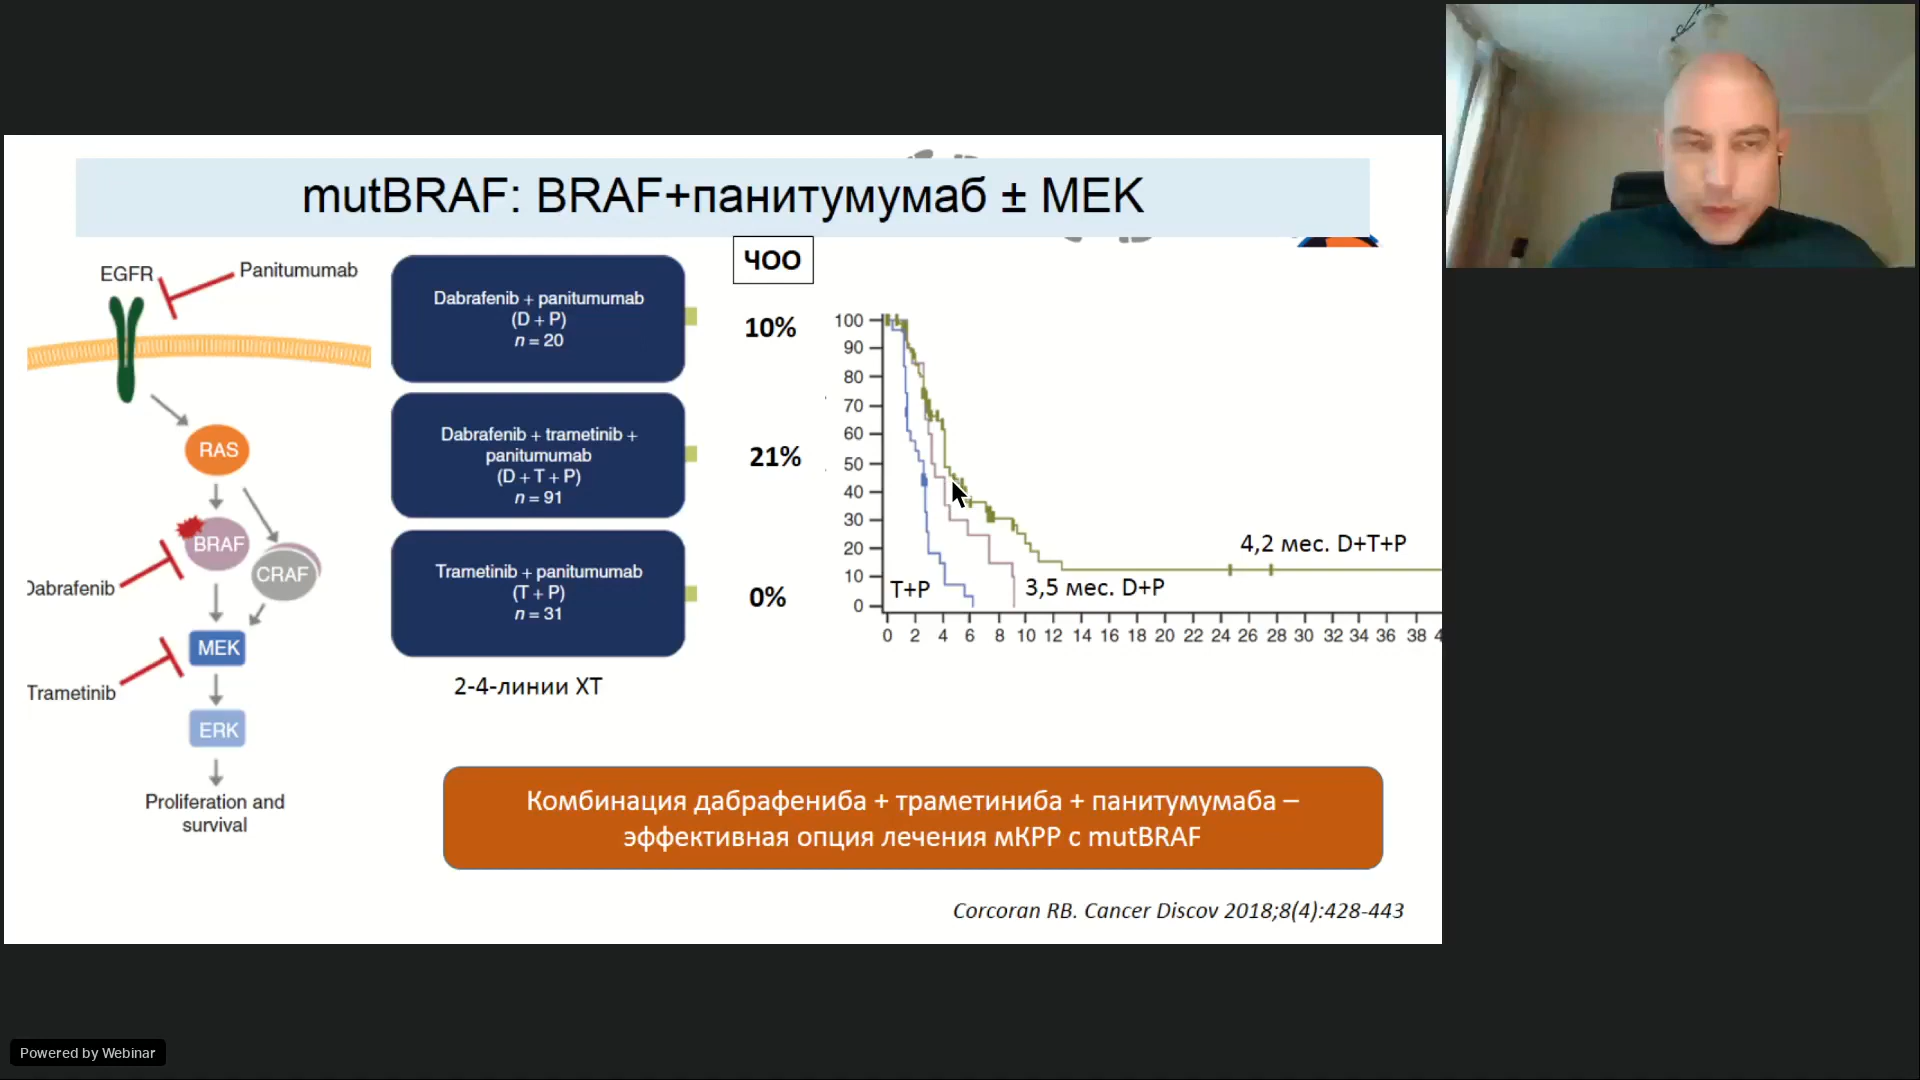 mutBRAF: BRAF+панитумумаб ± MEK
EGFR
Panitumumab
RAS
BRAF
CRAF
Dabrafenib
MEK
Trametinib
ERK
Proliferation and
survival
Dabrafenib + panitumumab
(D + P)
n = 20
Dabrafenib + trametinib +
panitumumab
(D + T + P)
n = 91
Trametinib + panitumumab
(T + P)
n = 31
2-4-линии ХТ
ЧОО
10%
21%
0%
100
90
80
70
60
50
40
30
20
10
0
4,2 мес. D+T+P
T+P
3,5 мес. D+P
0 2 4 6 8 10 12 14 16 18 20 22 24 26 28 30 32 34 36 38
Комбинация дабрафениба + траметиниба + панитумумаба –
эффективная опция лечения мКРР с mutBRAF
Corcoran RB. Cancer Discov 2018;8(4):428-443
Powered by Webinar